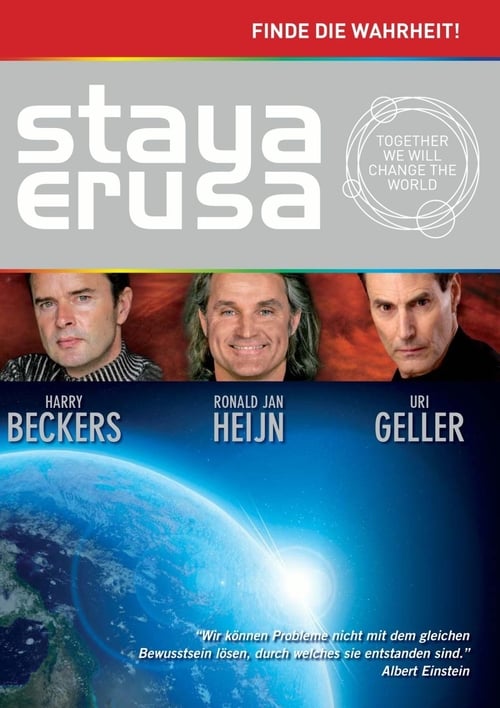 FINDE DIE WAHRHEIT!
staya
erusa
TOGETHER
WE WILL
CHANGE THE
WORLD
HARRY
BECKERS
RONALD JAN
HEIJN
URI
GELLER
"Wir können Probleme nicht mit dem gleichen
Bewusstsein lösen, durch welches sie entstanden sind."
Albert Einstein